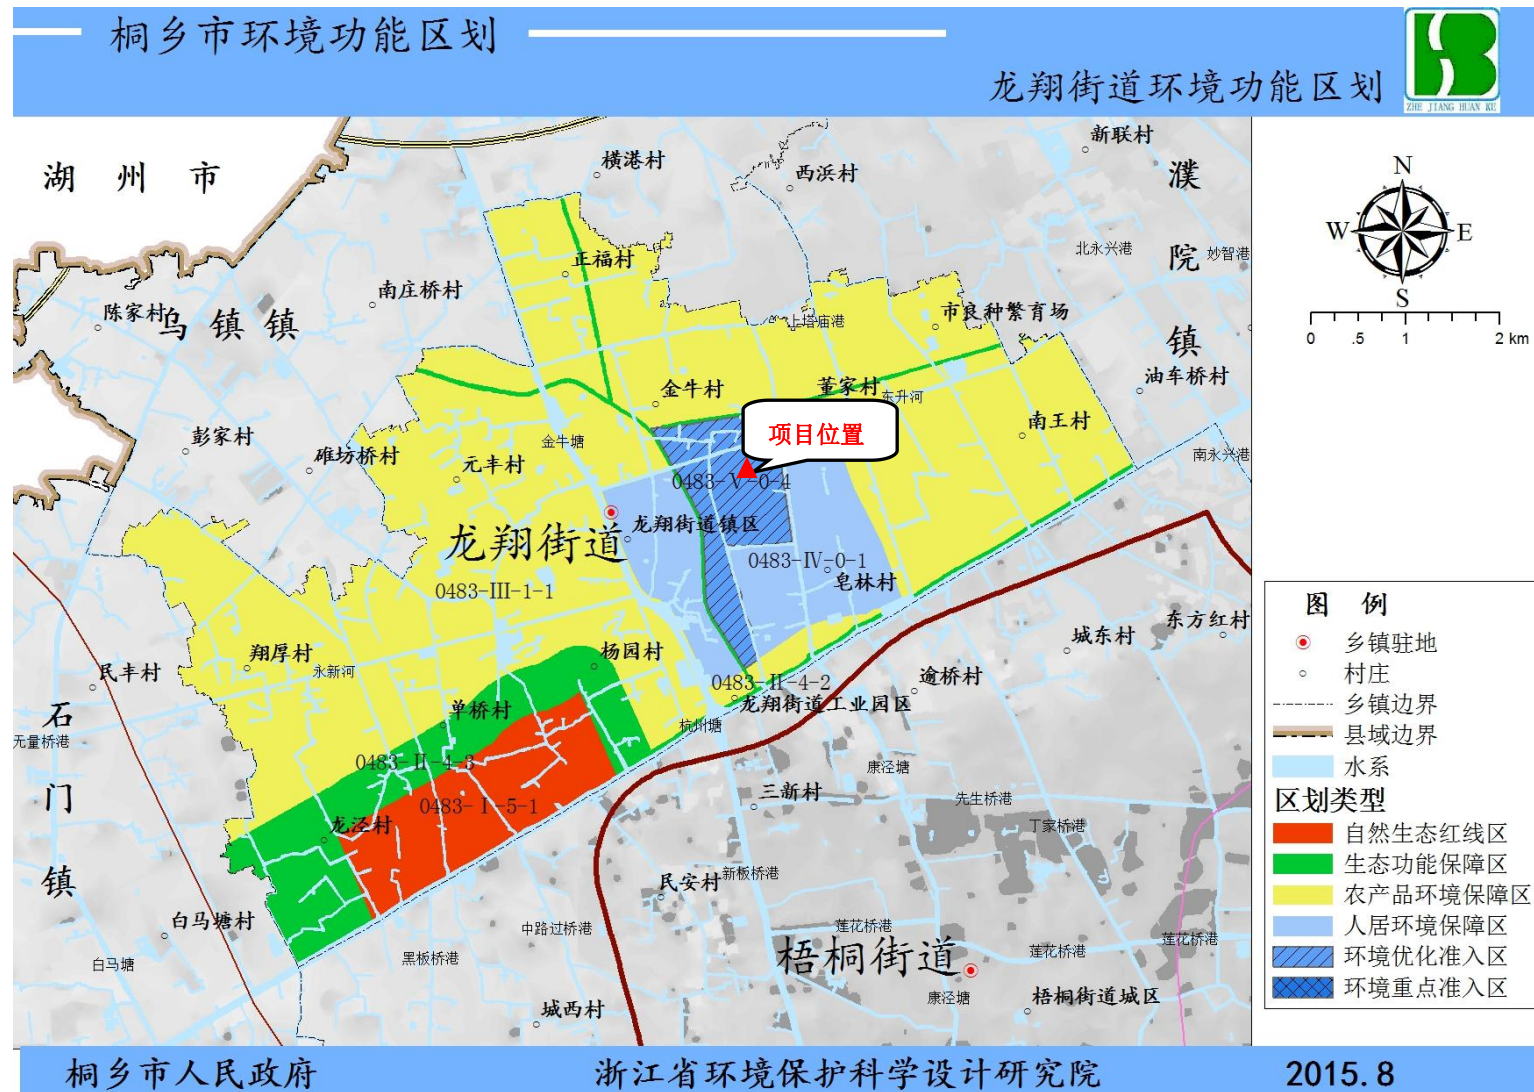 桐乡市环境功能区划
龙翔街道环境功能区划
ZHE JIANG HUAN KE
湖州市
横港村
西浜村
新联村
濮院镇
北永兴港
妙智港
正福村
南庄桥村
陈家村
乌镇镇
上塔庙港
市良种繁育场
油车桥村
金牛村
董家村
东升河
南王村
南永兴港
项目位置
彭家村
碓坊桥村
金牛塘
元丰村
0483-V-0-4
龙翔街道镇区
龙翔街道
0483-IV-0-1
皂林村
0483-III-1-1
东方红村
城东村
翔厚村
永新河
杨园村
民丰村
0483-II-4-2
逾桥村
龙翔街道工业园区
石门镇
无量桥港
单桥村
杭州塘
0483-II-4-3
康泾塘
0483-I-5-1
三新村
先生桥港
丁家桥港
龙泾村
民安村
新板桥港
白马塘村
中路过桥港
莲花桥港
莲花桥港
莲花桥港
白马塘
黑板桥港
梧桐街道
康泾塘
梧桐街道城区
城西村
N
W
E
S
0 .5 1 2 km
图 例
乡镇驻地
村庄
乡镇边界
县域边界
水系
区划类型
自然生态红线区
生态功能保障区
农产品环境保障区
人居环境保障区
环境优化准入区
环境重点准入区
桐乡市人民政府
浙江省环境保护科学设计研究院
2015.8